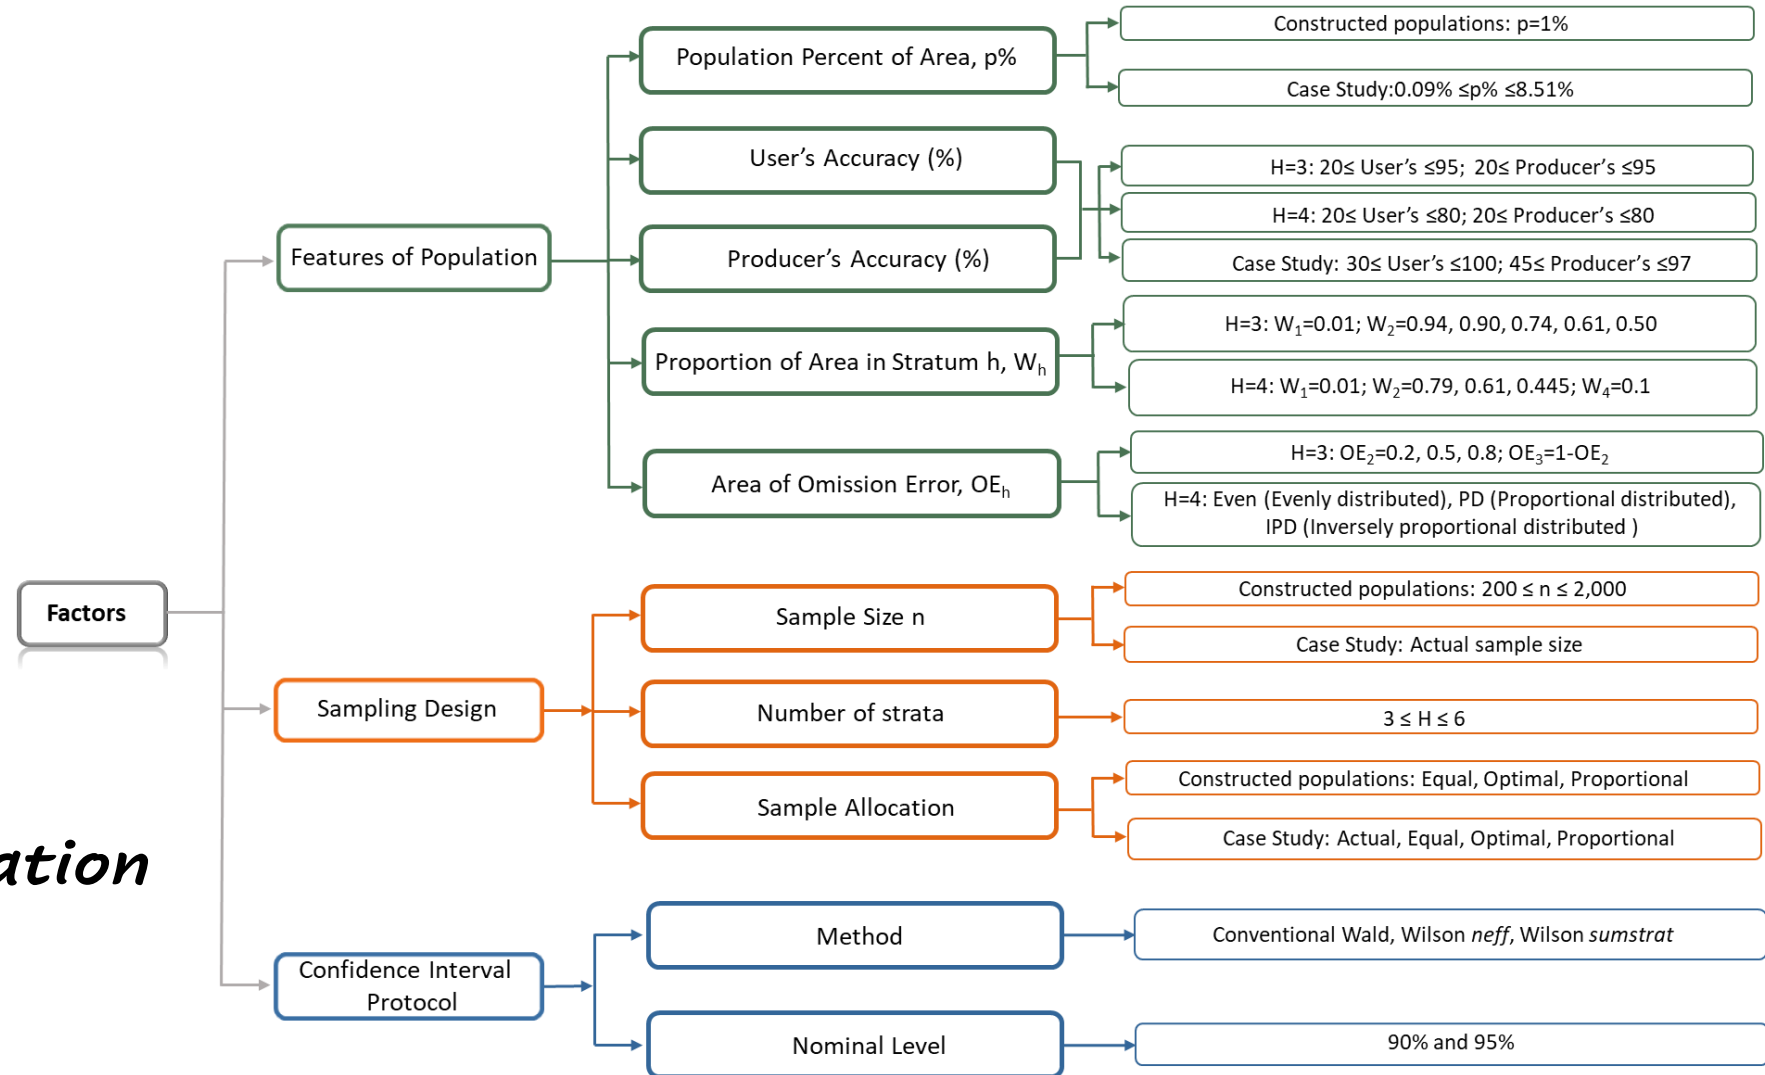 Factors
Features of Population
Population Percent of Area, p%
Constructed populations: p=1%
Case Study:0.09% ≤p% ≤8.51%
User’s Accuracy (%)
Producer’s Accuracy (%)
H=3: 20≤ User’s ≤95; 20≤ Producer’s ≤95
H=4: 20≤ User’s ≤80; 20≤ Producer’s ≤80
Case Study: 30≤ User’s ≤100; 45≤ Producer’s ≤97
Proportion of Area in Stratum h, Wₕ
H=3: W₁=0.01; W₂=0.94, 0.90, 0.74, 0.61, 0.50
H=4: W₁=0.01; W₂=0.79, 0.61, 0.445; W₄=0.1
Area of Omission Error, OEₕ
H=3: OE₂=0.2, 0.5, 0.8; OE₃=1-OE₂
H=4: Even (Evenly distributed), PD (Proportional distributed),
IPD (Inversely proportional distributed )
Sampling Design
Sample Size n
Constructed populations: 200 ≤ n ≤ 2,000
Case Study: Actual sample size
Number of strata
3 ≤ H ≤ 6
Sample Allocation
Constructed populations: Equal, Optimal, Proportional
Case Study: Actual, Equal, Optimal, Proportional
ation
Confidence Interval
Protocol
Method
Conventional Wald, Wilson neff, Wilson sumstrat
Nominal Level
90% and 95%